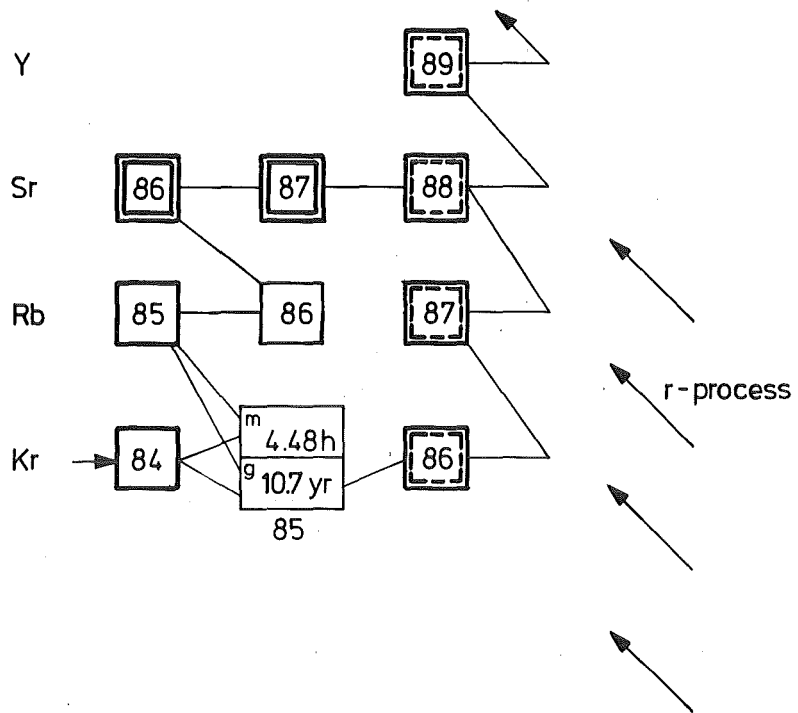 Y 89
Sr 86 87 88
Rb 85 86 87
r-process
m 4.48h
Kr 84 86
g 10.7 yr
85